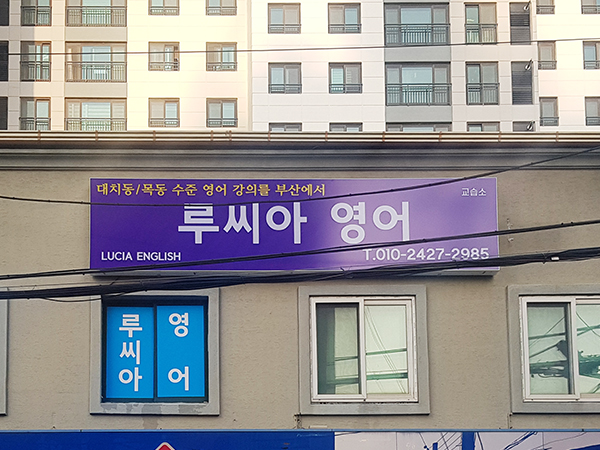 대치동/목동 수준 영어 강의를 부산에서
교습소
루씨아 영어
LUCIA ENGLISH
T.010-2427-2985
루씨아
영어